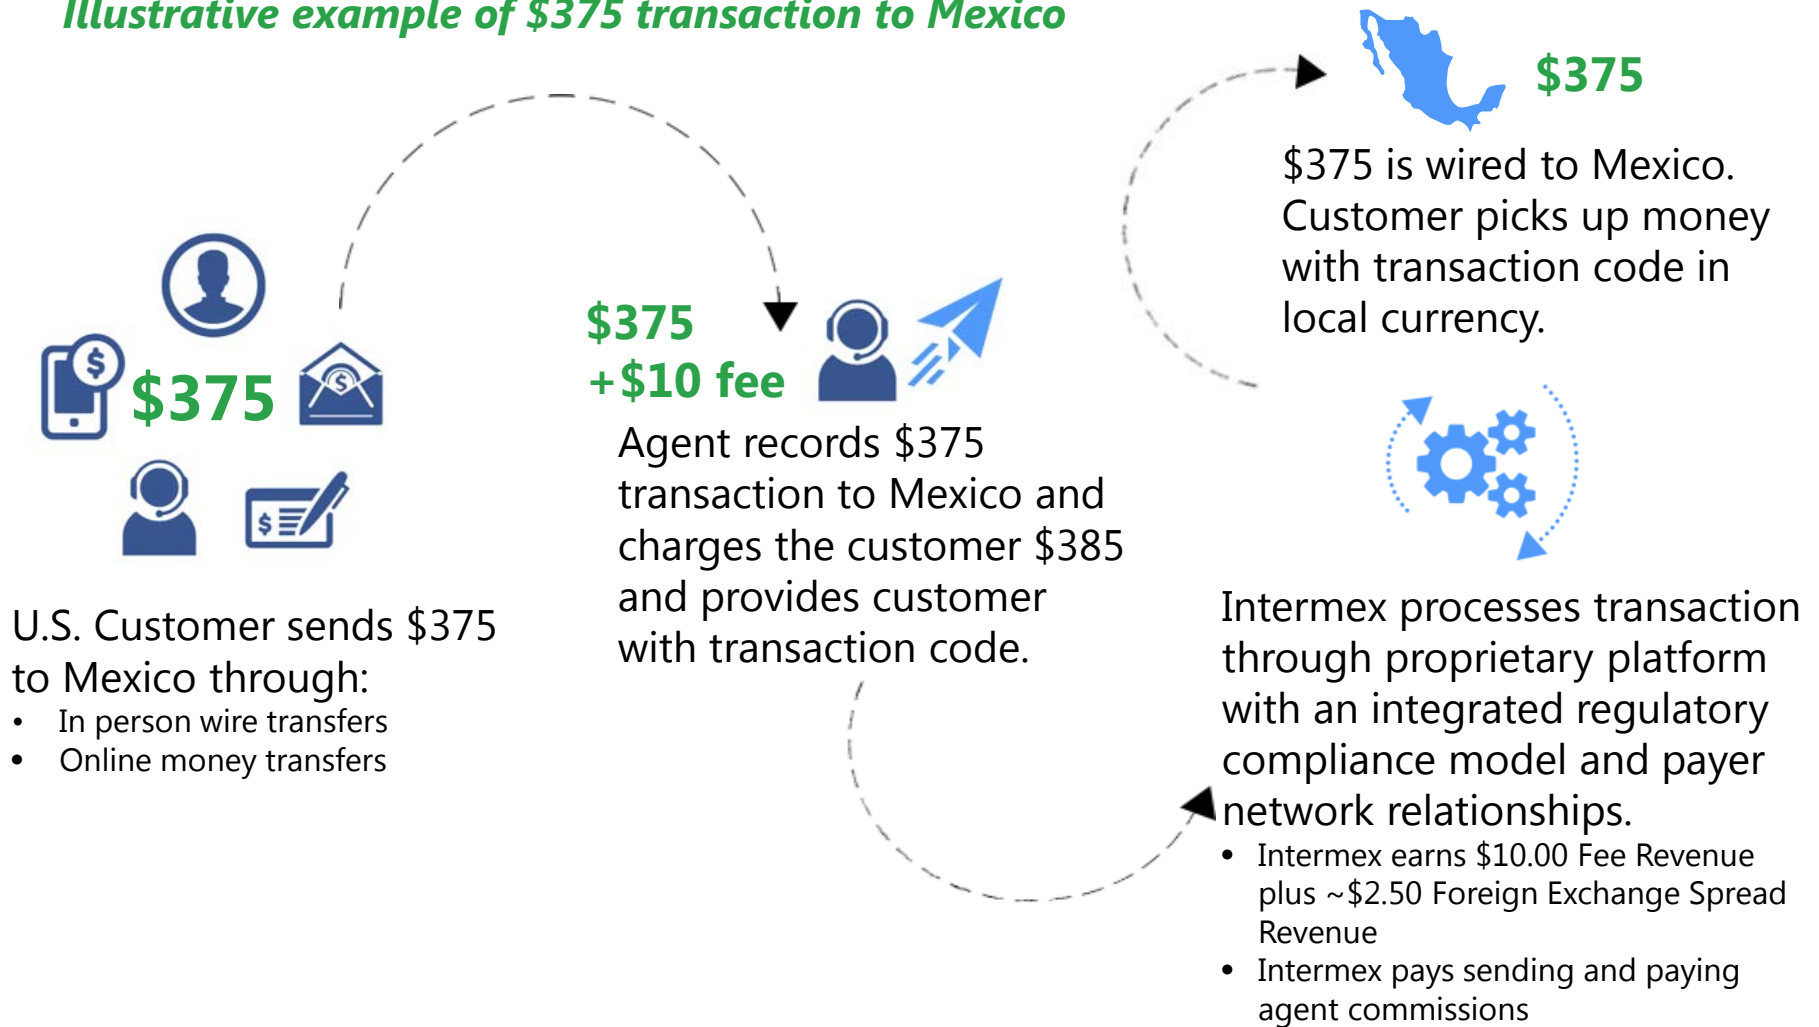 Illustrative example of $375 transaction to Mexico
$375
U.S. Customer sends $375
to Mexico through:
• In person wire transfers
• Online money transfers
$375
+$10 fee
Agent records $375
transaction to Mexico and
charges the customer $385
and provides customer
with transaction code.
Intermex processes transaction
through proprietary platform
with an integrated regulatory
compliance model and payer
network relationships.
• Intermex earns $10.00 Fee Revenue
plus ~$2.50 Foreign Exchange Spread
Revenue
• Intermex pays sending and paying
agent commissions
$375
$375 is wired to Mexico.
Customer picks up money
with transaction code in
local currency.